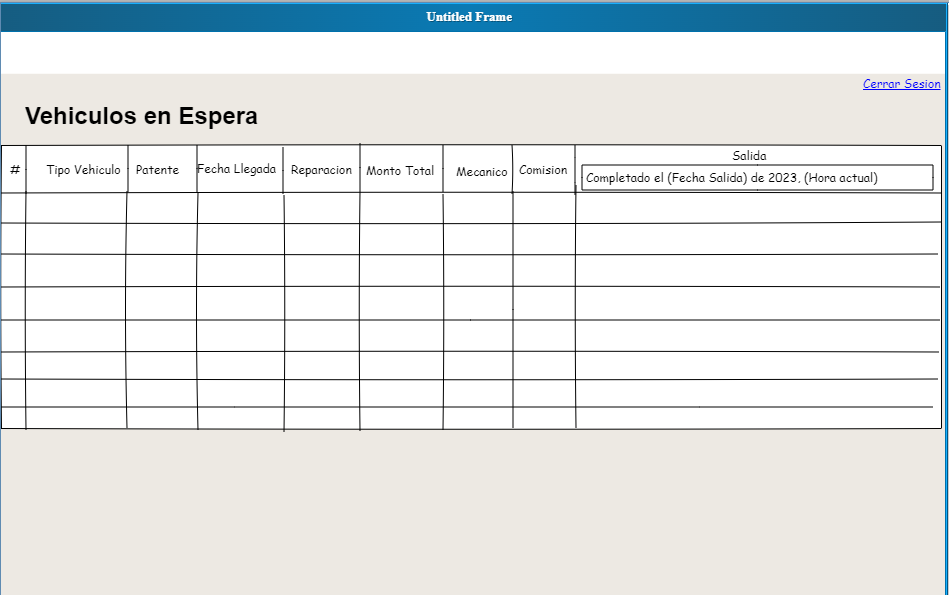 Untitled Frame
Cerrar Sesion
Vehiculos en Espera
# Tipo Vehiculo Patente Fecha Llegada Reparacion Monto Total Mecanico Comision Salida
Completado el (Fecha Salida) de 2023, (Hora actual)